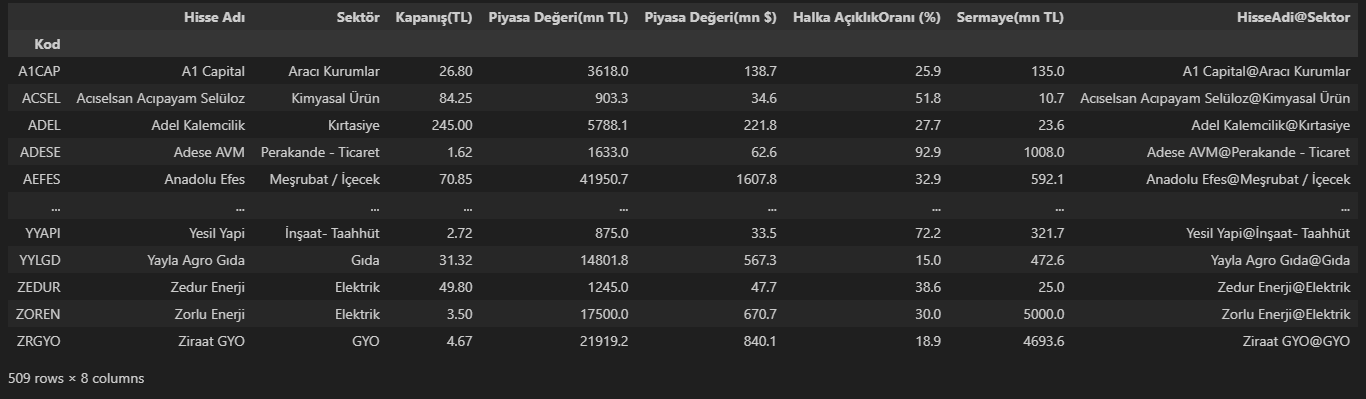 Hisse Adı Sektör Kapanış(TL) Piyasa Değeri(mn TL) Piyasa Değeri(mn $) Halka AçıklıkOranı (%) Sermaye(mn TL) HisseAdi@Sektor
Kod
A1CAP A1 Capital Aracı Kurumlar 26.80 3618.0 138.7 25.9 135.0 A1 Capital@Aracı Kurumlar
ACSEL Acıselsan Acıpayam Selüloz Kimyasal Ürün 84.25 903.3 34.6 51.8 10.7 Acıselsan Acıpayam Selüloz@Kimyasal Ürün
ADEL Adel Kalemcilik Kırtasiye 245.00 5788.1 221.8 27.7 23.6 Adel Kalemcilik@Kırtasiye
ADESE Adese AVM Perakande - Ticaret 1.62 1633.0 62.6 92.9 1008.0 Adese AVM@Perakande - Ticaret
AEFES Anadolu Efes Meşrubat / İçecek 70.85 41950.7 1607.8 32.9 592.1 Anadolu Efes@Meşrubat / İçecek
... ... ... ... ... ... ... ... ...
YYAPI Yesil Yapi İnşaat- Taahhüt 2.72 875.0 33.5 72.2 321.7 Yesil Yapi@İnşaat- Taahhüt
YYLGD Yayla Agro Gıda Gıda 31.32 14801.8 567.3 15.0 472.6 Yayla Agro Gıda@Gıda
ZEDUR Zedur Enerji Elektrik 49.80 1245.0 47.7 38.6 25.0 Zedur Enerji@Elektrik
ZOREN Zorlu Enerji Elektrik 3.50 17500.0 670.7 30.0 5000.0 Zorlu Enerji@Elektrik
ZRGYO Ziraat GYO GYO 4.67 21919.2 840.1 18.9 4693.6 Ziraat GYO@GYO
509 rows × 8 columns